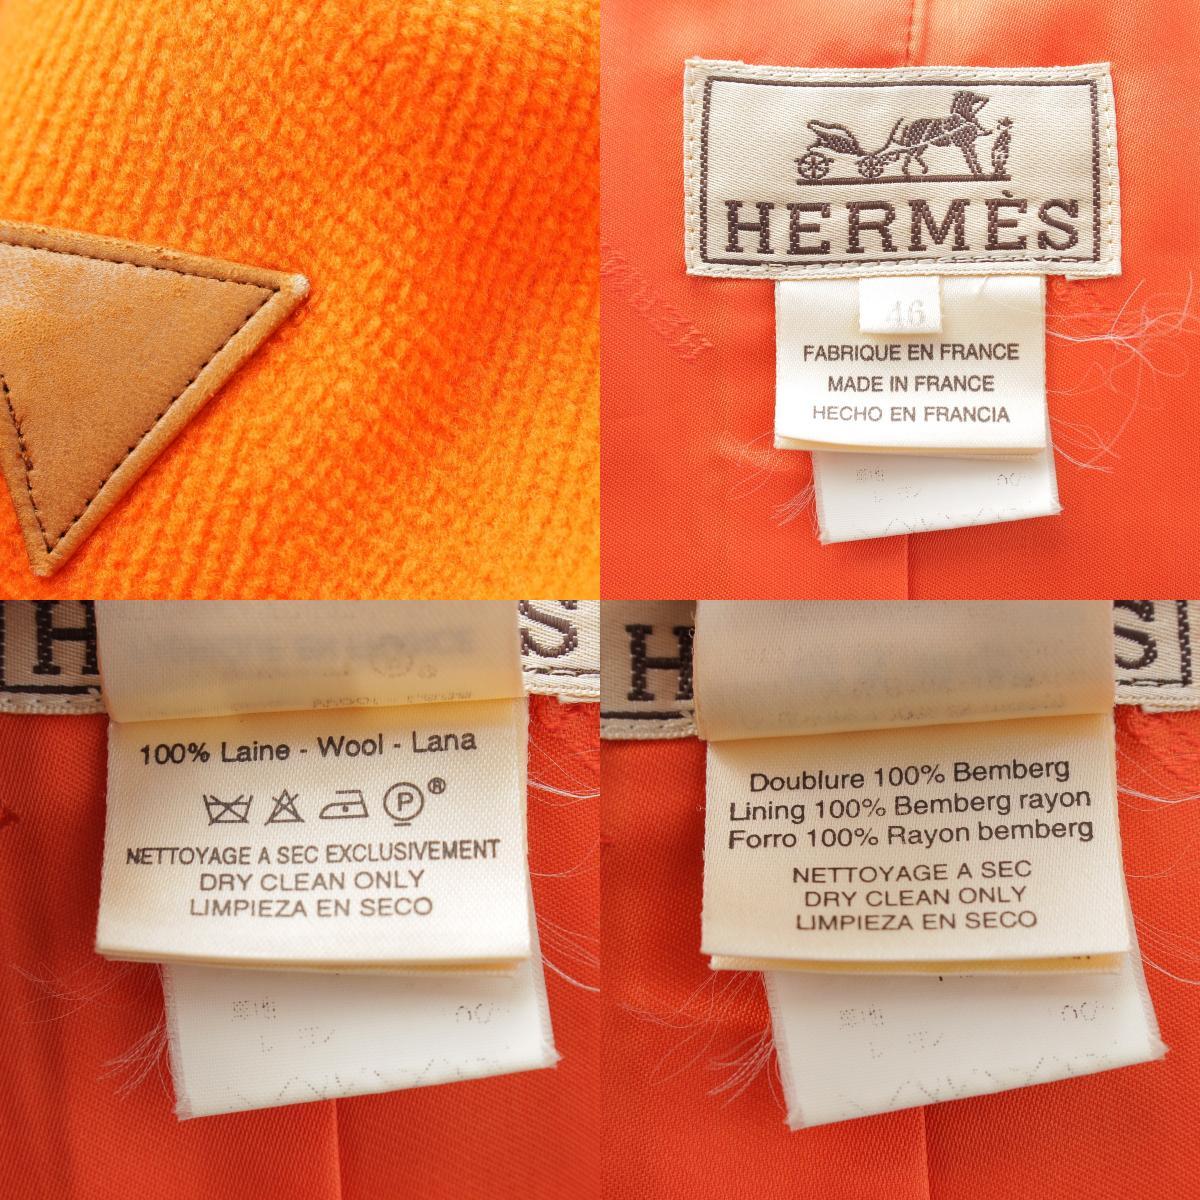 HERMÈS
46
FABRIQUE EN FRANCE
MADE IN FRANCE
HECHO EN FRANCIA
H
S
100% Laine - Wool - Lana
P ®
NETTOYAGE A SEC EXCLUSIVEMENT
DRY CLEAN ONLY
LIMPIEZA EN SECO
H
S
Doublure 100% Bemberg
Lining 100% Bemberg rayon
Forro 100% Rayon bemberg
NETTOYAGE A SEC
DRY CLEAN ONLY
LIMPIEZA EN SECO